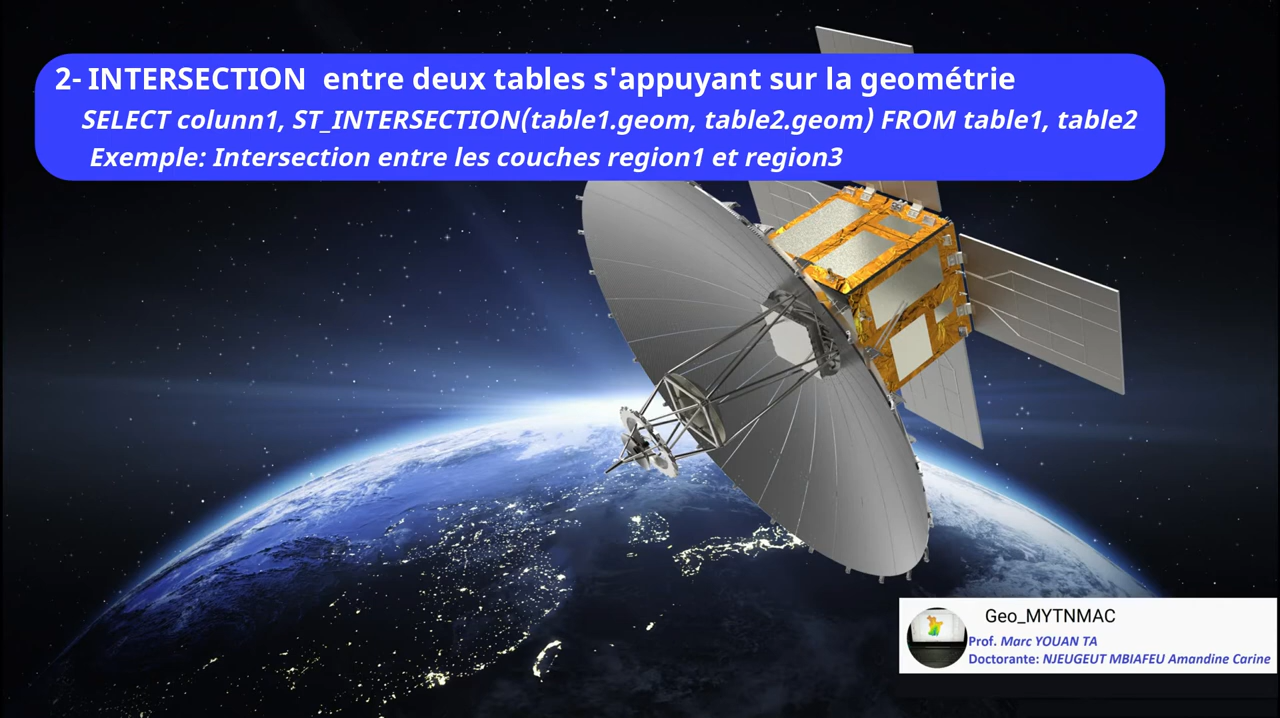 2- INTERSECTION entre deux tables s'appuyant sur la geométrie
SELECT colunn1, ST_INTERSECTION(table1.geom, table2.geom) FROM table1, table2
Exemple: Intersection entre les couches region1 et region3
Geo_MYTNMAC
Prof. Marc YOUAN TA
Doctorante: NJEUGEUT MBIAFEU Amandine Carine